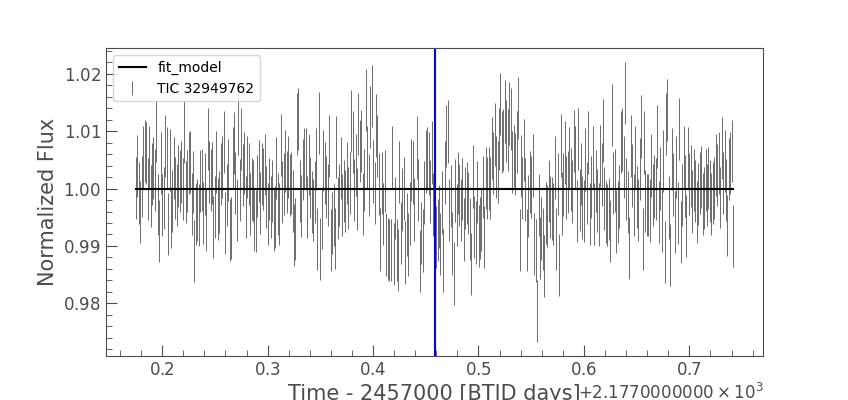 fit_model
TIC 32949762
1.02
1.01
1.00
0.99
0.98
Normalized Flux
0.2 0.3 0.4 0.5 0.6 0.7
Time - 2457000 [BTJD days]
+2.1770000000 × 10³